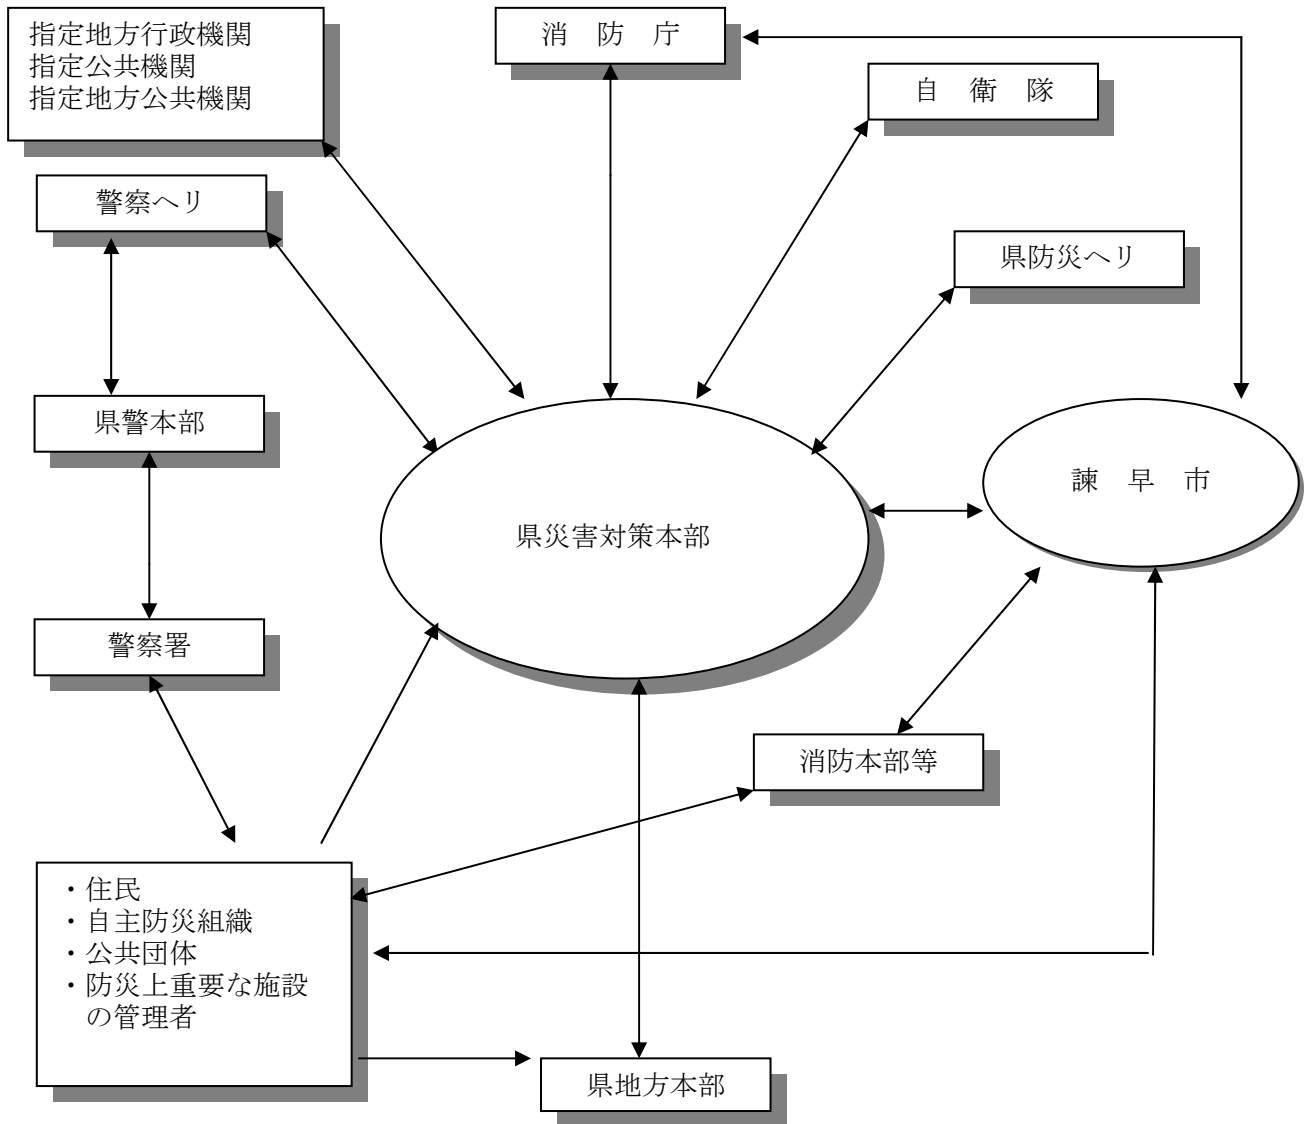 指定地方行政機関
指定公共機関
指定地方公共機関
消　防　庁
自　衛　隊
警察ヘリ
県防災ヘリ
県警本部
諫　早　市
県災害対策本部
警察署
消防本部等
・住民
・自主防災組織
・公共団体
・防災上重要な施設
の管理者
県地方本部